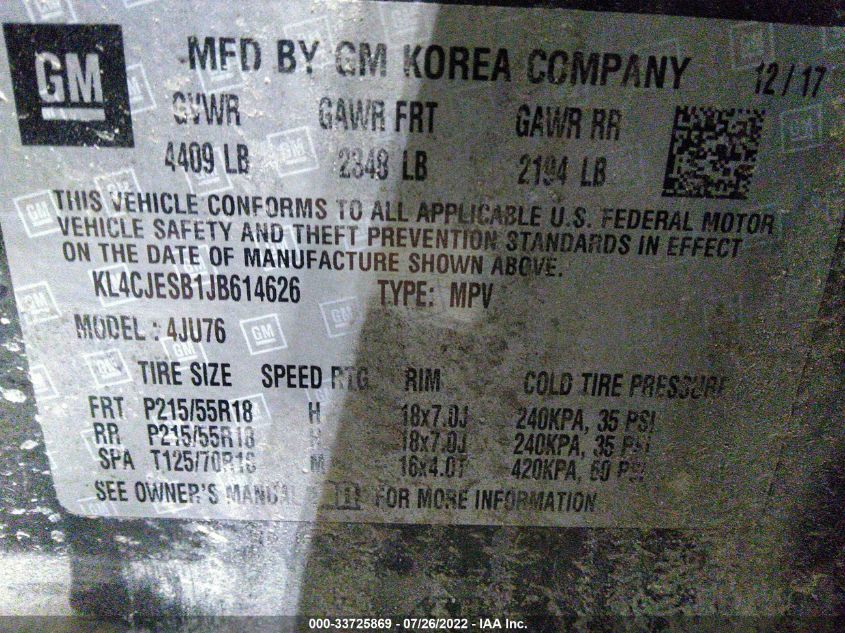 GM
MFD BY GM KOREA COMPANY 12/17
GVWR GAWR FRT GAWR RR
4409 LB 2348 LB 2194 LB
THIS VEHICLE CONFORMS TO ALL APPLICABLE U.S. FEDERAL MOTOR
VEHICLE SAFETY AND THEFT PREVENTION STANDARDS IN EFFECT
ON THE DATE OF MANUFACTURE SHOWN ABOVE.
KL4CJESB1JB614626 TYPE: MPV
MODEL : 4JU76
TIRE SIZE SPEED RTG RIM COLD TIRE PRESSURE
FRT P215/55R18 H 18x7.0J 240KPA, 35 PSI
RR P215/55R18 H 18x7.0J 240KPA, 35 PSI
SPA T125/70R16 M 16x4.0T 420KPA, 60 PSI
SEE OWNER'S MANUAL FOR MORE INFORMATION
000-33725869 - 07/26/2022 - IAA Inc.